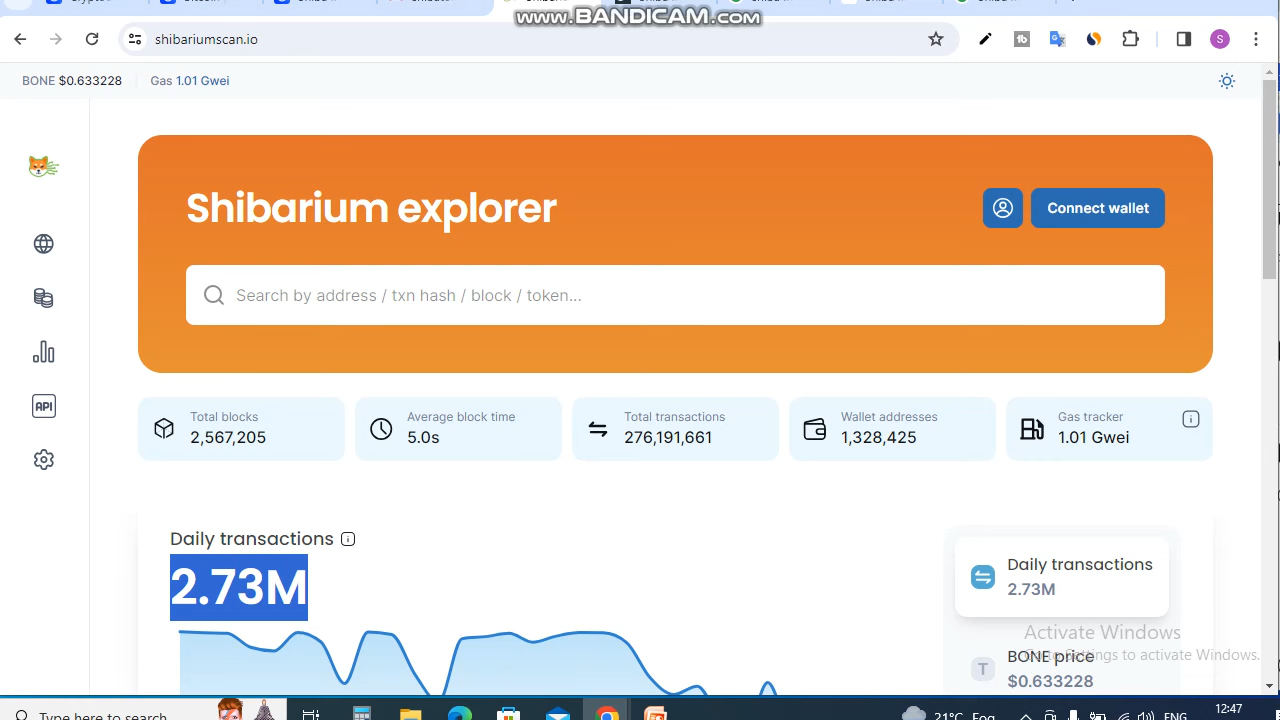 www.BANDICAM.com
shibariumscan.io
S
BONE $0.633228
Gas 1.01 Gwei
Shibarium explorer
Connect wallet
Search by address / txn hash / block / token...
API
Total blocks
2,567,205
Average block time
5.0s
Total transactions
276,191,661
Wallet addresses
1,328,425
Gas tracker
1.01 Gwei
Daily transactions
2.73M
Daily transactions
2.73M
Activate Windows
Go to Settings to activate Windows.
T
BONE price
$0.633228
Type here to search
21°C Fog
ENG
12:47